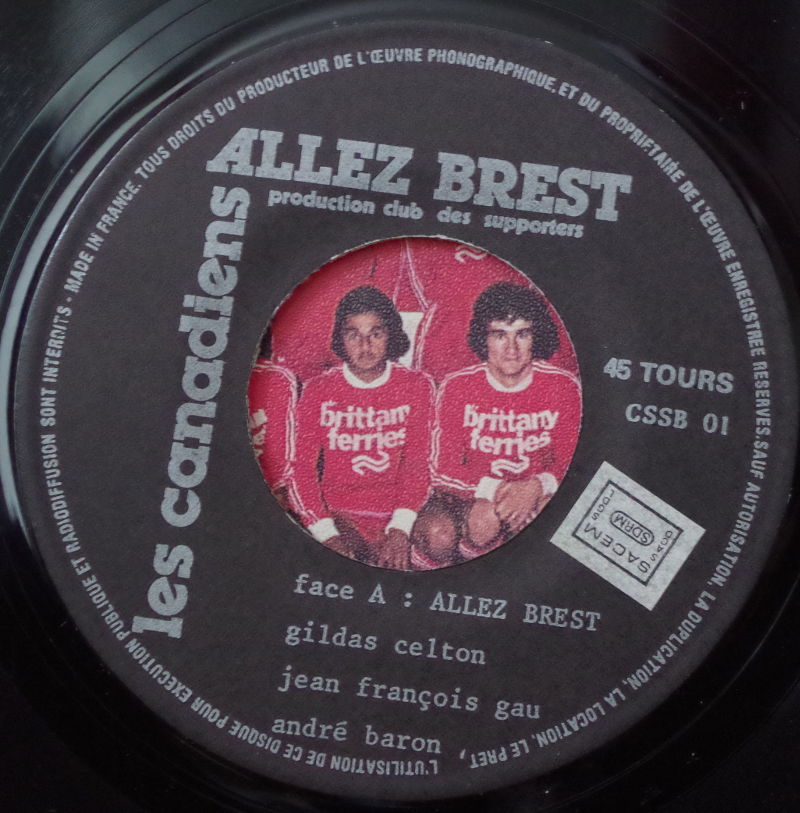 MADE IN FRANCE. TOUS DROITS DU PRODUCTEUR DE L'ŒUVRE PHONOGRAPHIQUE, ET DU PROPRIETAIRE DE L'ŒUVRE ENREGISTREE RESERVES. SAUF AUTORISATION, LA DUPLICATION, LA LOCATION, LE PRET, L'UTILISATION DE CE DISQUE POUR EXECUTION PUBLIQUE ET RADIODIFFUSION SONT INTERDITS -
ALLEZ BREST
production club des supporters
les canadiens
45 TOURS
CSSB 01
brittany
ferries
brittany
ferries
SACEM
SDRM
SACD
SDGL
face A : ALLEZ BREST
gildas celton
jean françois gau
andré baron